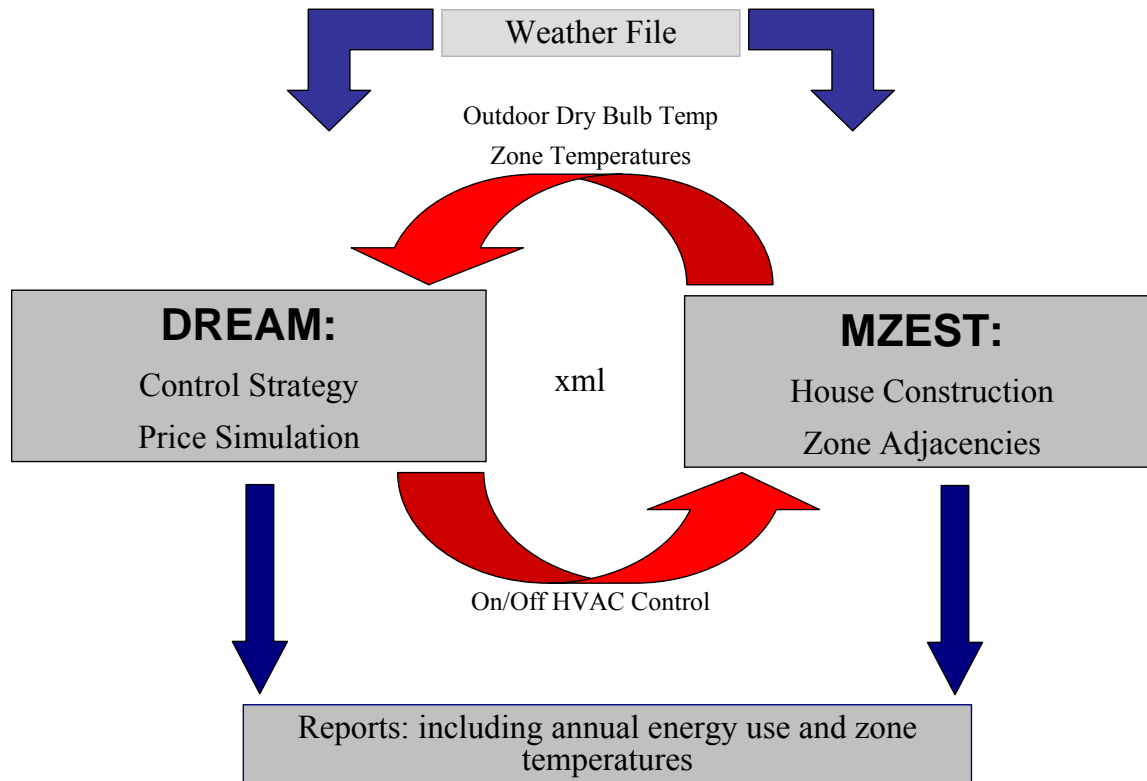 Weather File
Outdoor Dry Bulb Temp
Zone Temperatures
DREAM:
Control Strategy
Price Simulation
xml
MZEST:
House Construction
Zone Adjacencies
On/Off HVAC Control
Reports: including annual energy use and zone
temperatures